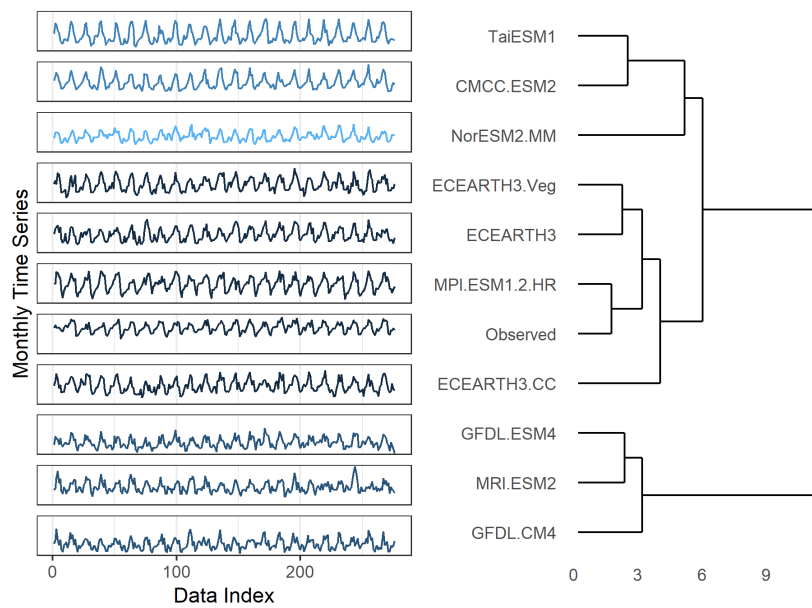 TaiESM1
CMCC.ESM2
NorESM2.MM
ECEARTH3.Veg
ECEARTH3
MPI.ESM1.2.HR
Observed
ECEARTH3.CC
GFDL.ESM4
MRI.ESM2
GFDL.CM4
Monthly Time Series
0 100 200
Data Index
0 3 6 9